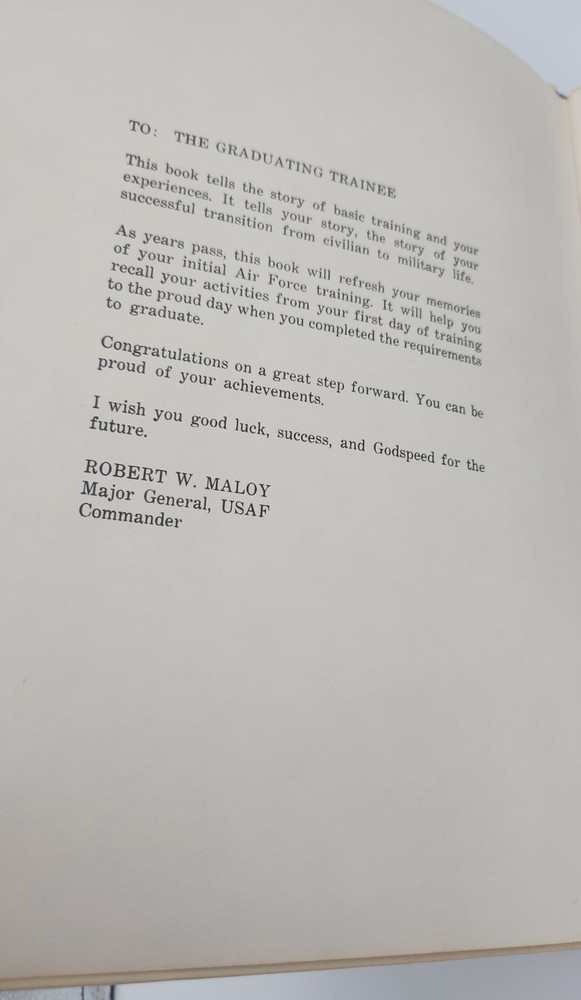 TO: THE GRADUATING TRAINEE
This book tells the story of basic training and your
experiences. It tells your story, the story of your
successful transition from civilian to military life.
As years pass, this book will refresh your memories
of your initial Air Force training. It will help you
recall your activities from your first day of training
to the proud day when you completed the requirements
to graduate.
Congratulations on a great step forward. You can be
proud of your achievements.
I wish you good luck, success, and Godspeed for the
future.
ROBERT W. MALOY
Major General, USAF
Commander